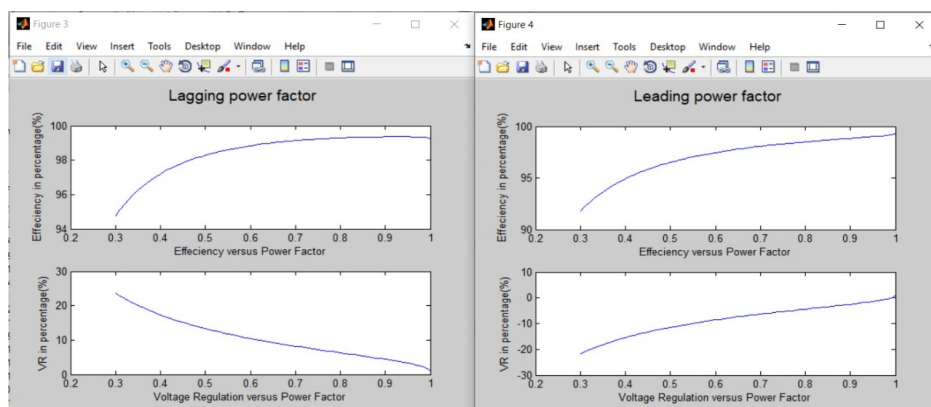 Figure 3
File Edit View Insert Tools Desktop Window Help
Lagging power factor
Effeciency in percentage(%)
100
98
96
94
0.2 0.3 0.4 0.5 0.6 0.7 0.8 0.9 1
Effeciency versus Power Factor
VR in percentage(%)
30
20
10
0
0.2 0.3 0.4 0.5 0.6 0.7 0.8 0.9 1
Voltage Regulation versus Power Factor
Figure 4
File Edit View Insert Tools Desktop Window Help
Leading power factor
Effeciency in percentage(%)
100
95
90
0.2 0.3 0.4 0.5 0.6 0.7 0.8 0.9 1
Effeciency versus Power Factor
VR in percentage(%)
10
0
-10
-20
-30
0.2 0.3 0.4 0.5 0.6 0.7 0.8 0.9 1
Voltage Regulation versus Power Factor